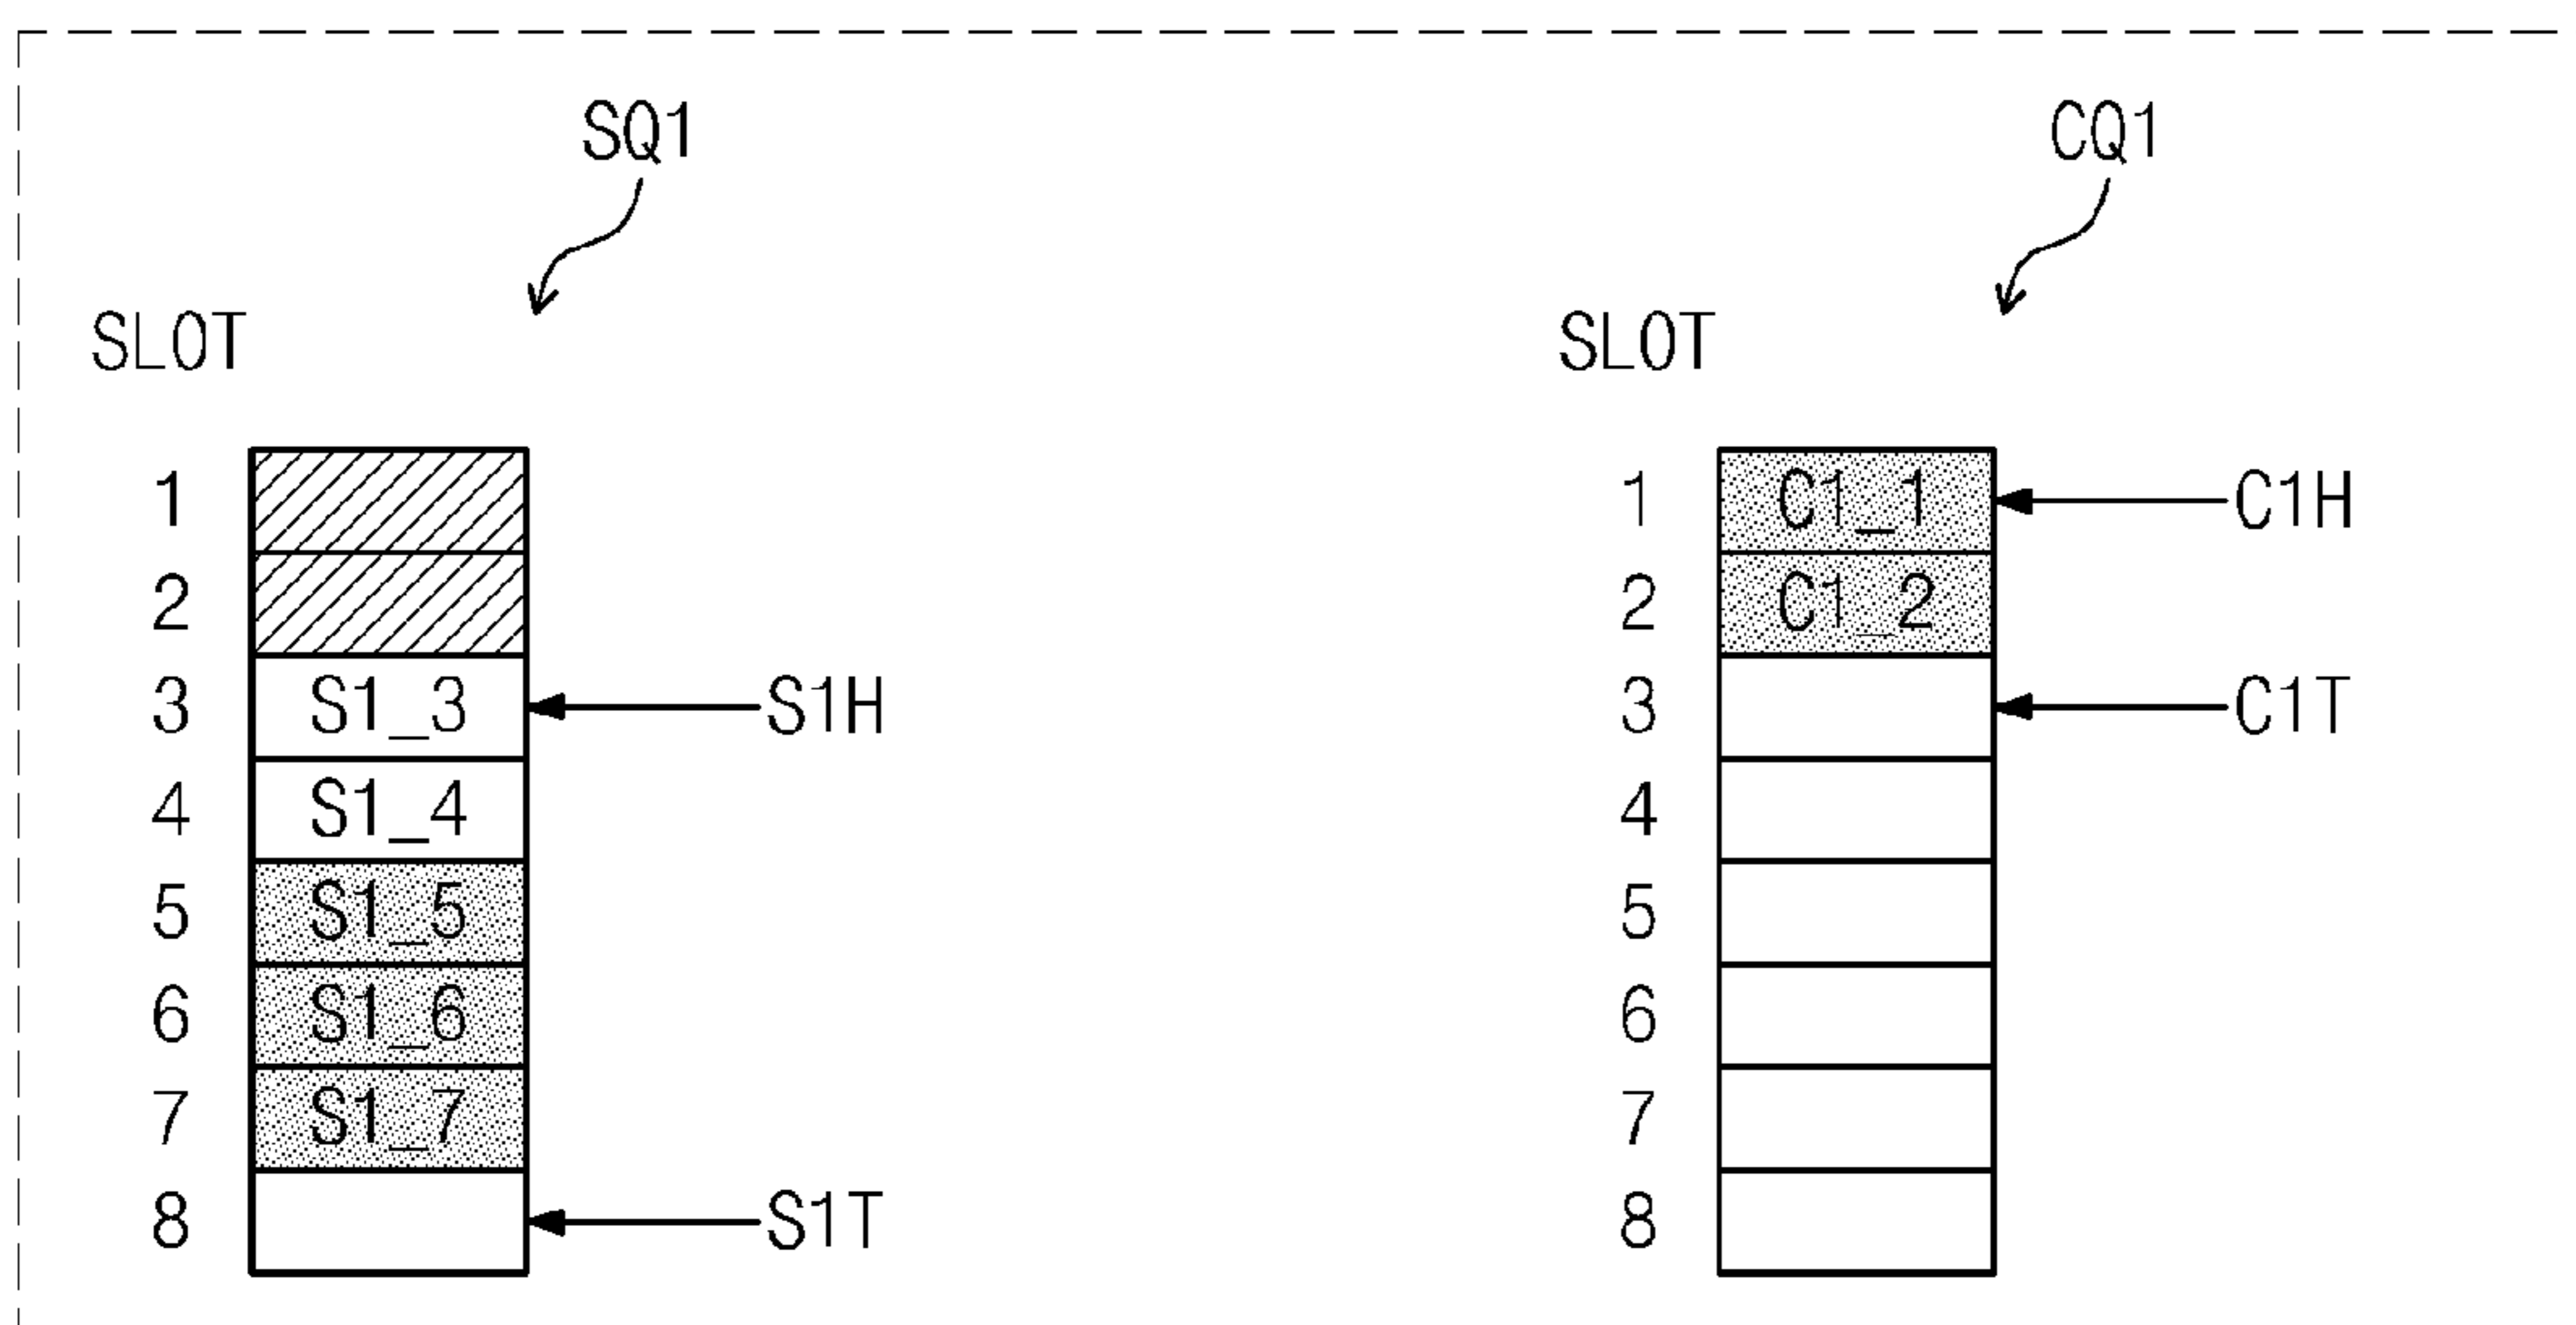 SQ1 CQ1
SLOT SLOT
1 1 C1_1 C1H
2 2 C1_2
3 S1_3 S1H 3 C1T
4 S1_4 4
5 S1_5 5
6 S1_6 6
7 S1_7 7
8 S1T 8